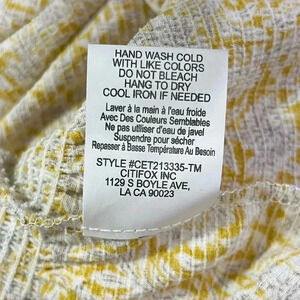 HAND WASH COLD
WITH LIKE COLORS
DO NOT BLEACH
HANG TO DRY
COOL IRON IF NEEDED
Laver à la main à l'eau froide
Avec Des Couleurs Semblables
Ne pas utiliser d'eau de javel
Suspendre pour sécher
Repasser à Basse Température Au Besoin
STYLE #CET213335-TM
CITIFOX INC
1129 S BOYLE AVE,
LA CA 90023